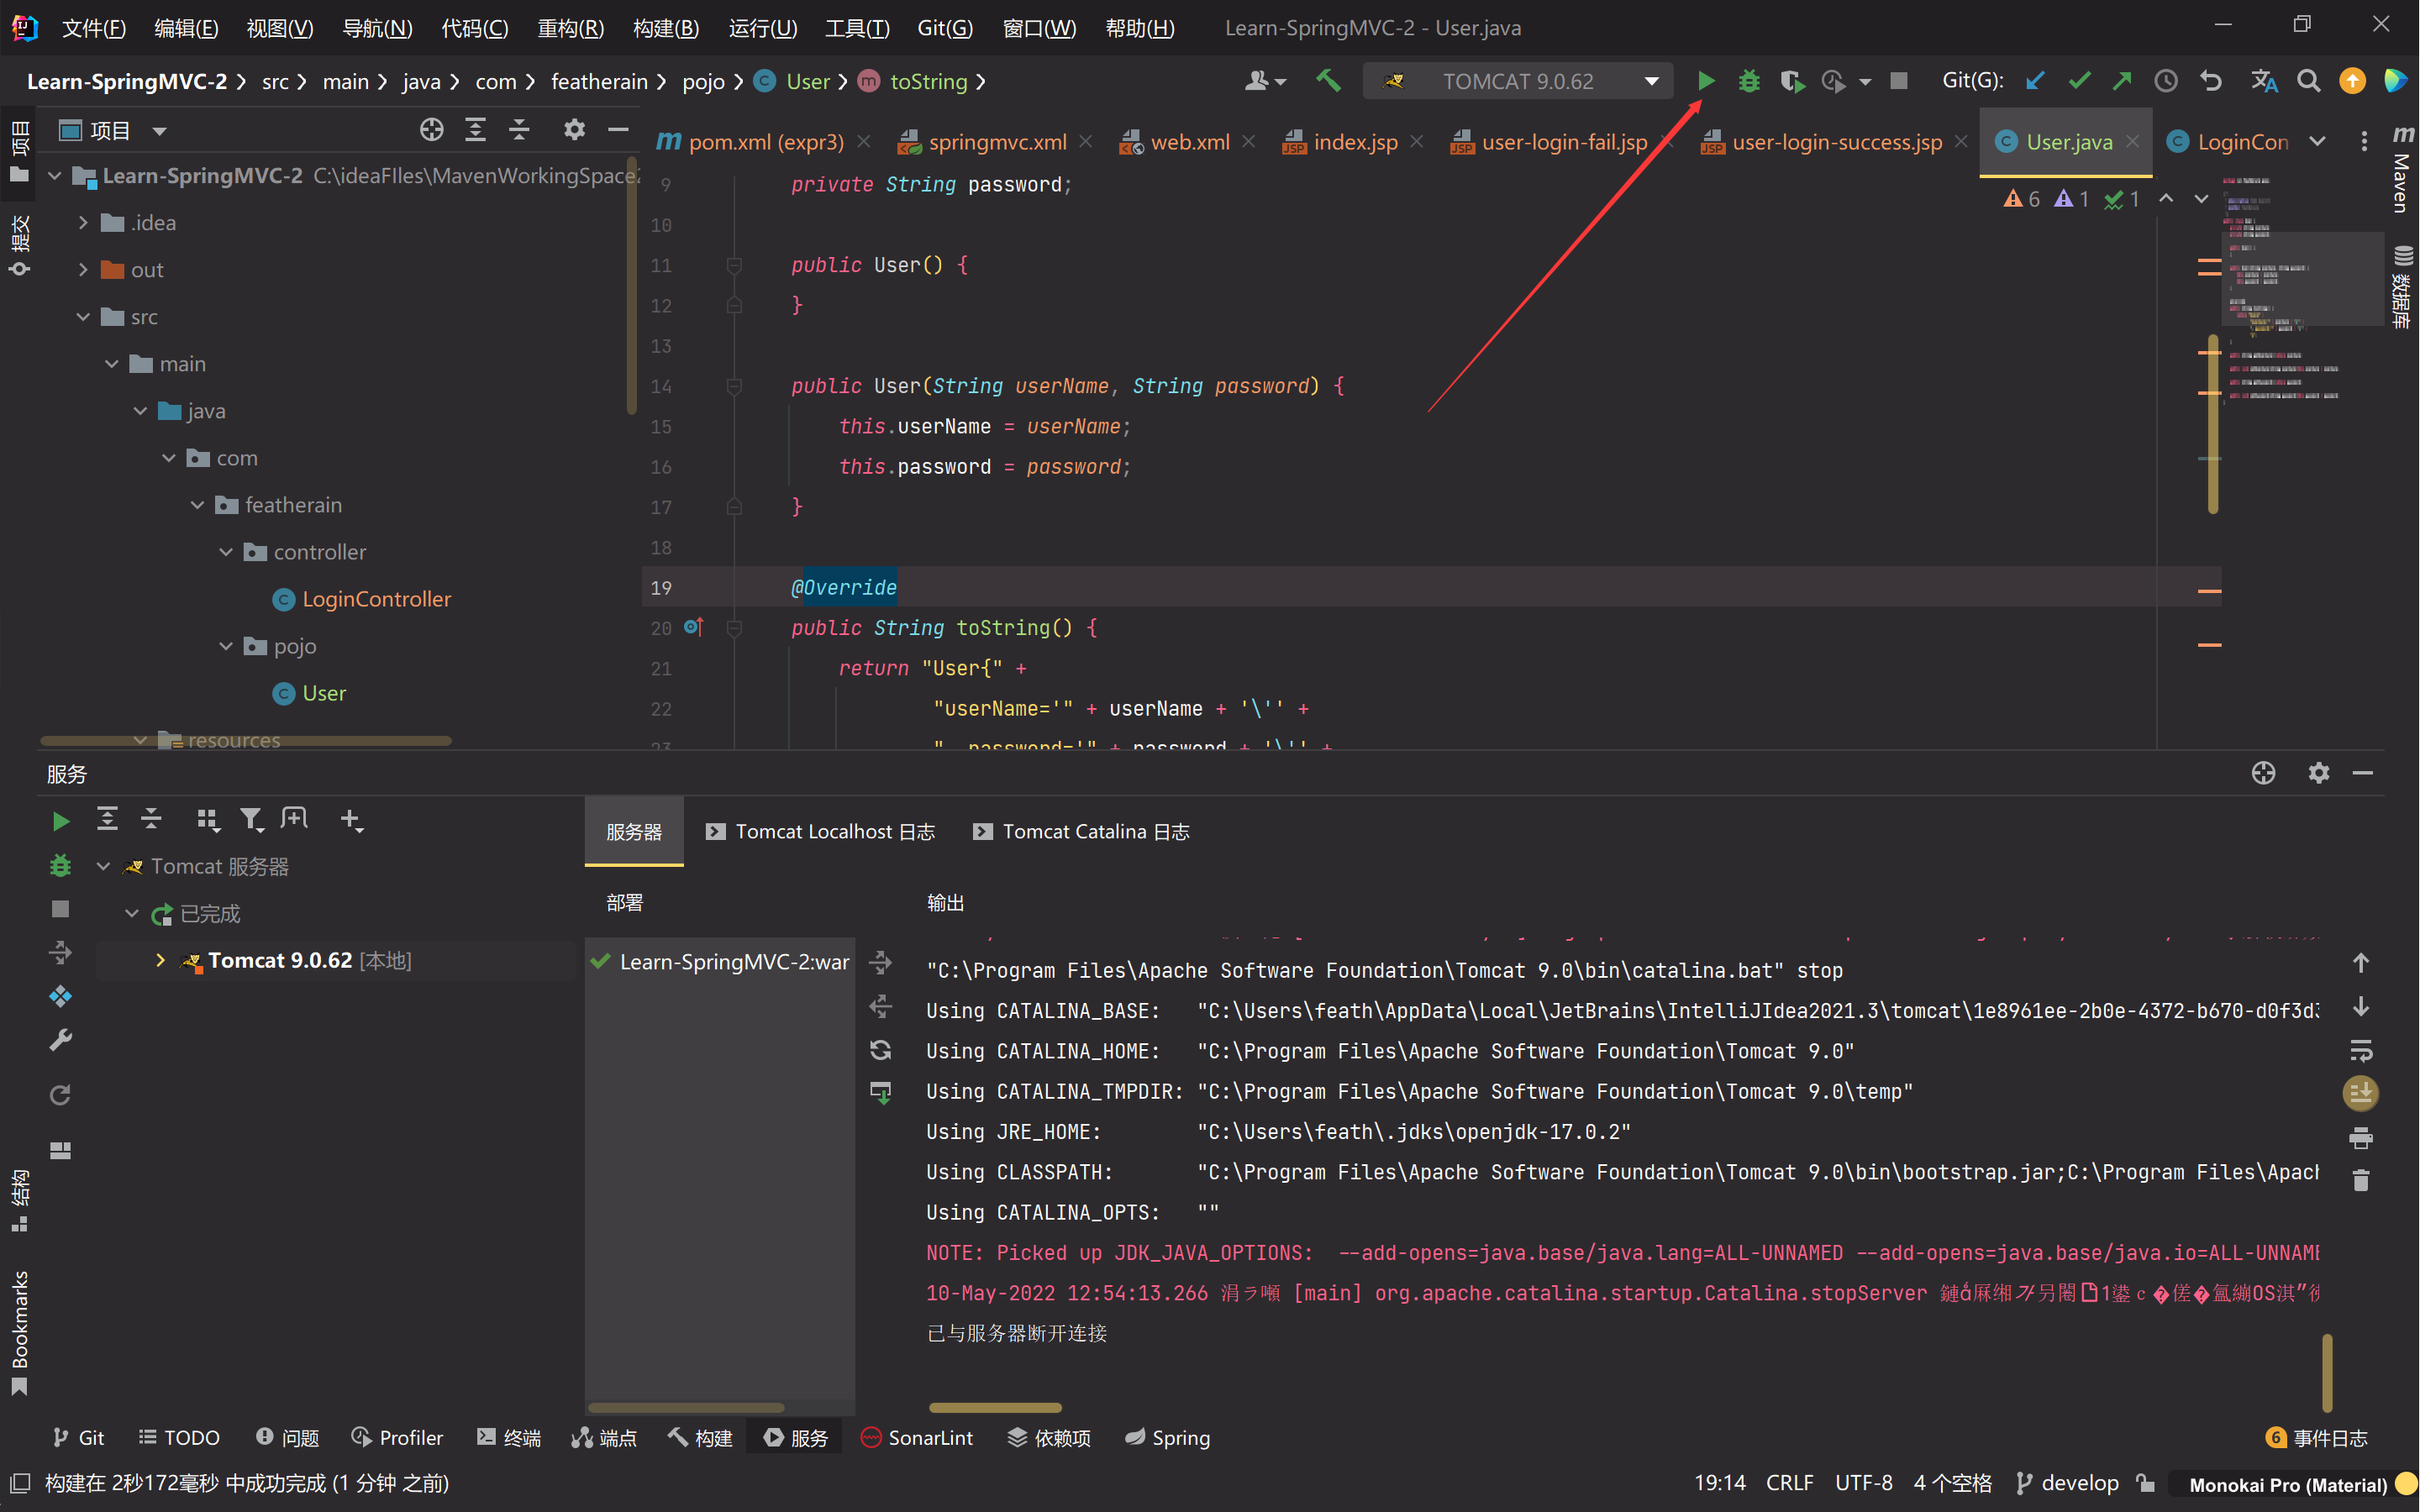 文件(F) 编辑(E) 视图(V) 导航(N) 代码(C) 重构(R) 构建(B) 运行(U) 工具(T) Git(G) 窗口(W) 帮助(H) Learn-SpringMVC-2 - User.java
Learn-SpringMVC-2 src main java com featherain pojo User toString TOMCAT 9.0.62 Git(G):
项目
提交
结构
Bookmarks
项目
Learn-SpringMVC-2 C:\ideaFIles\MavenWorkingSpace2
.idea
out
src
main
java
com
featherain
controller
LoginController
pojo
User
resources
pom.xml (expr3) springmvc.xml web.xml index.jsp user-login-fail.jsp user-login-success.jsp User.java LoginCon
6 1 1
9 private String password;
10
11 public User() {
12 }
13
14 public User(String userName, String password) {
15 this.userName = userName;
16 this.password = password;
17 }
18
19 @Override
20 public String toString() {
21 return "User{" +
22 "userName='" + userName + '\'' +
23 ", password='" + password + '\'' +
Maven
数据库
服务
Tomcat 服务器
已完成
Tomcat 9.0.62 [本地]
服务器 Tomcat Localhost 日志 Tomcat Catalina 日志
部署
Learn-SpringMVC-2:war
输出
"C:\Program Files\Apache Software Foundation\Tomcat 9.0\bin\catalina.bat" stop
Using CATALINA_BASE: "C:\Users\feath\AppData\Local\JetBrains\IntelliJIdea2021.3\tomcat\1e8961ee-2b0e-4372-b670-d0f3d3
Using CATALINA_HOME: "C:\Program Files\Apache Software Foundation\Tomcat 9.0"
Using CATALINA_TMPDIR: "C:\Program Files\Apache Software Foundation\Tomcat 9.0\temp"
Using JRE_HOME: "C:\Users\feath\.jdks\openjdk-17.0.2"
Using CLASSPATH: "C:\Program Files\Apache Software Foundation\Tomcat 9.0\bin\bootstrap.jar;C:\Program Files\Apach
Using CATALINA_OPTS: ""
NOTE: Picked up JDK_JAVA_OPTIONS: --add-opens=java.base/java.lang=ALL-UNNAMED --add-opens=java.base/java.io=ALL-UNNAME
10-May-2022 12:54:13.266 [main] org.apache.catalina.startup.Catalina.stopServer
已与服务器断开连接
Git TODO 问题 Profiler 终端 端点 构建 服务 SonarLint 依赖项 Spring 6 事件日志
构建在 2秒172毫秒 中成功完成 (1 分钟 之前) 19:14 CRLF UTF-8 4 个空格 develop Monokai Pro (Material)